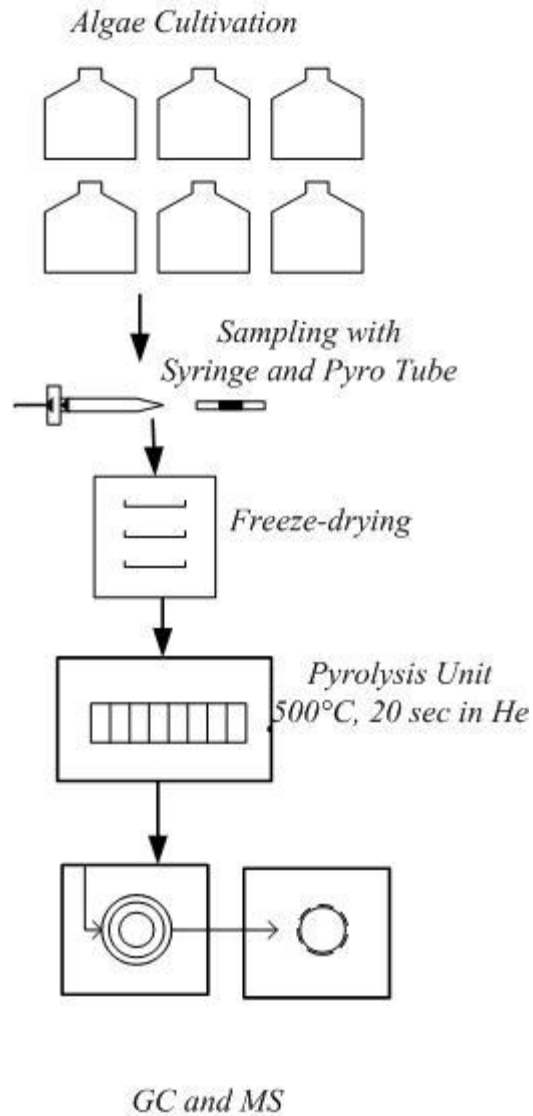 Algae Cultivation
Sampling with
Syringe and Pyro Tube
Freeze-drying
Pyrolysis Unit
500°C, 20 sec in He
GC and MS